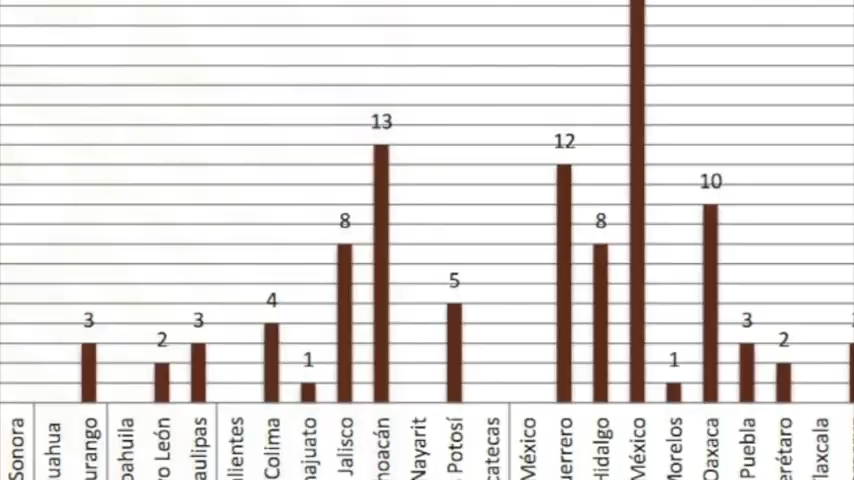 13
12
10
8
8
5
4
3
3
2
1
1
3
2
Sonora
uahua
urango
oahuila
o León
aulipas
alientes
Colima
najuato
Jalisco
hoacán
Nayarit
Potosí
catecas
México
uerrero
Hidalgo
México
Morelos
Oaxaca
Puebla
erétaro
laxcala